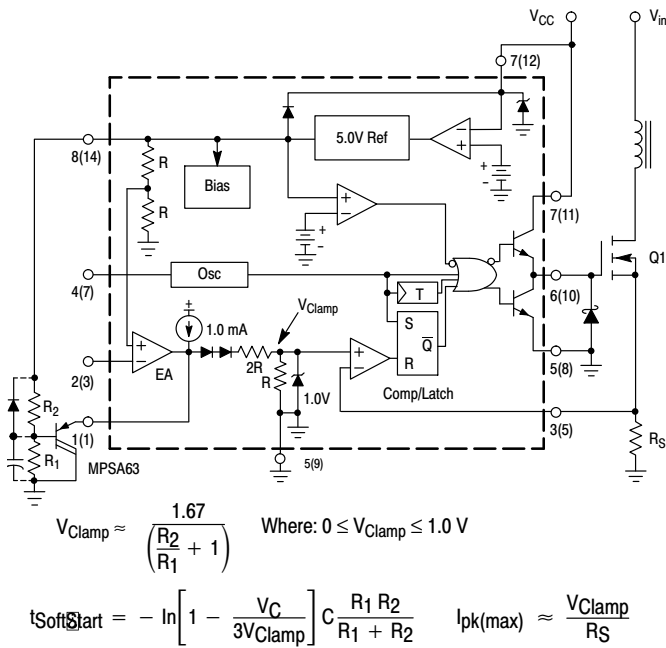 VCC
Vin
7(12)
8(14)
5.0V Ref
R
Bias
R
7(11)
4(7)
Osc
T
Q1
6(10)
VClamp
1.0 mA
S
Q
R
5(8)
2(3)
EA
2R
R
1.0V
Comp/Latch
3(5)
R2
1(1)
R1
MPSA63
5(9)
RS
VClamp ≈ 1.67 / (R2/R1 + 1) Where: 0 ≤ VClamp ≤ 1.0 V
tSoftStart = − ln[1 − VC/3VClamp] C R1 R2/R1 + R2 Ipk(max) ≈ VClamp/RS